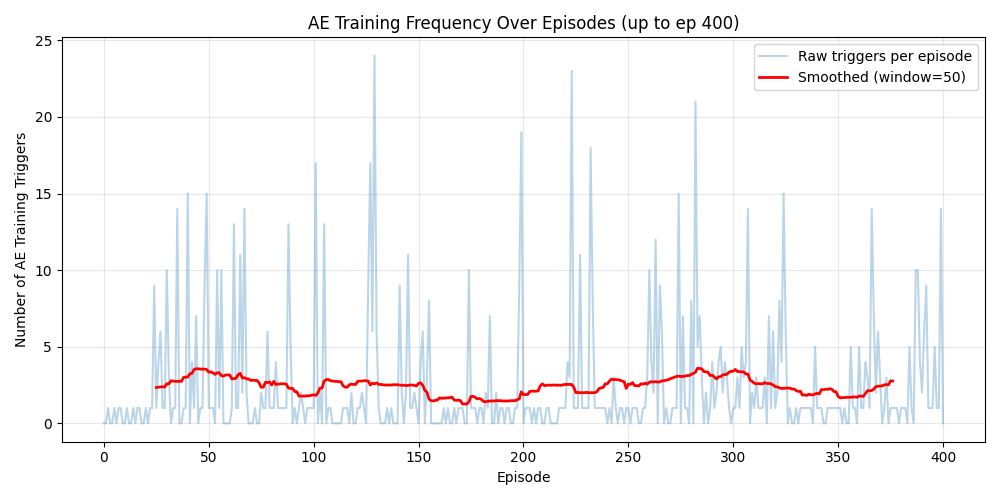 AE Training Frequency Over Episodes (up to ep 400)
Raw triggers per episode
Smoothed (window=50)
Number of AE Training Triggers
25
20
15
10
5
0
0 50 100 150 200 250 300 350 400
Episode